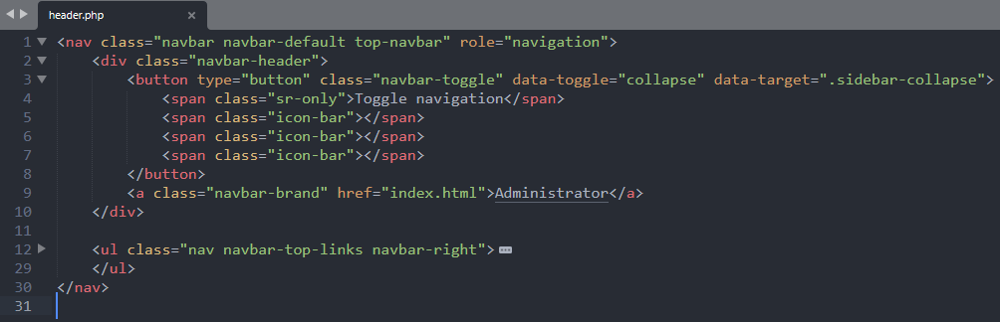 header.php
1 <nav class="navbar navbar-default top-navbar" role="navigation">
2 <div class="navbar-header">
3 <button type="button" class="navbar-toggle" data-toggle="collapse" data-target=".sidebar-collapse">
4 <span class="sr-only">Toggle navigation</span>
5 <span class="icon-bar"></span>
6 <span class="icon-bar"></span>
7 <span class="icon-bar"></span>
8 </button>
9 <a class="navbar-brand" href="index.html">Administrator</a>
10 </div>
11
12 <ul class="nav navbar-top-links navbar-right">
29 </ul>
30 </nav>
31